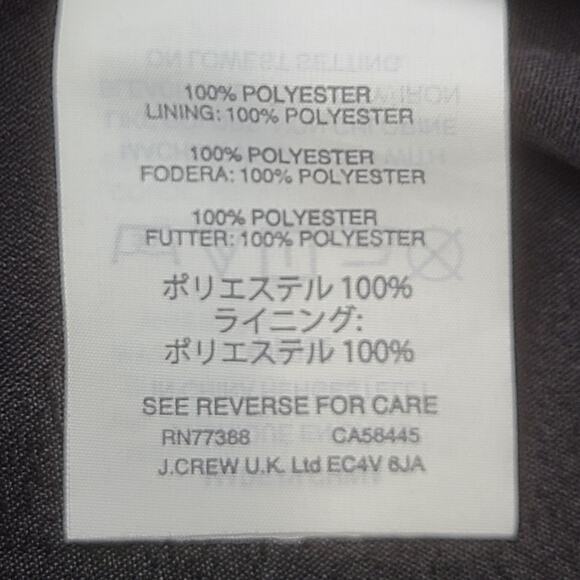 100% POLYESTER
LINING: 100% POLYESTER
100% POLYESTER
FODERA: 100% POLYESTER
100% POLYESTER
FUTTER: 100% POLYESTER
ポリエステル 100%
ライニング:
ポリエステル 100%
SEE REVERSE FOR CARE
RN77388 CA58445
J.CREW U.K. Ltd EC4V 6JA